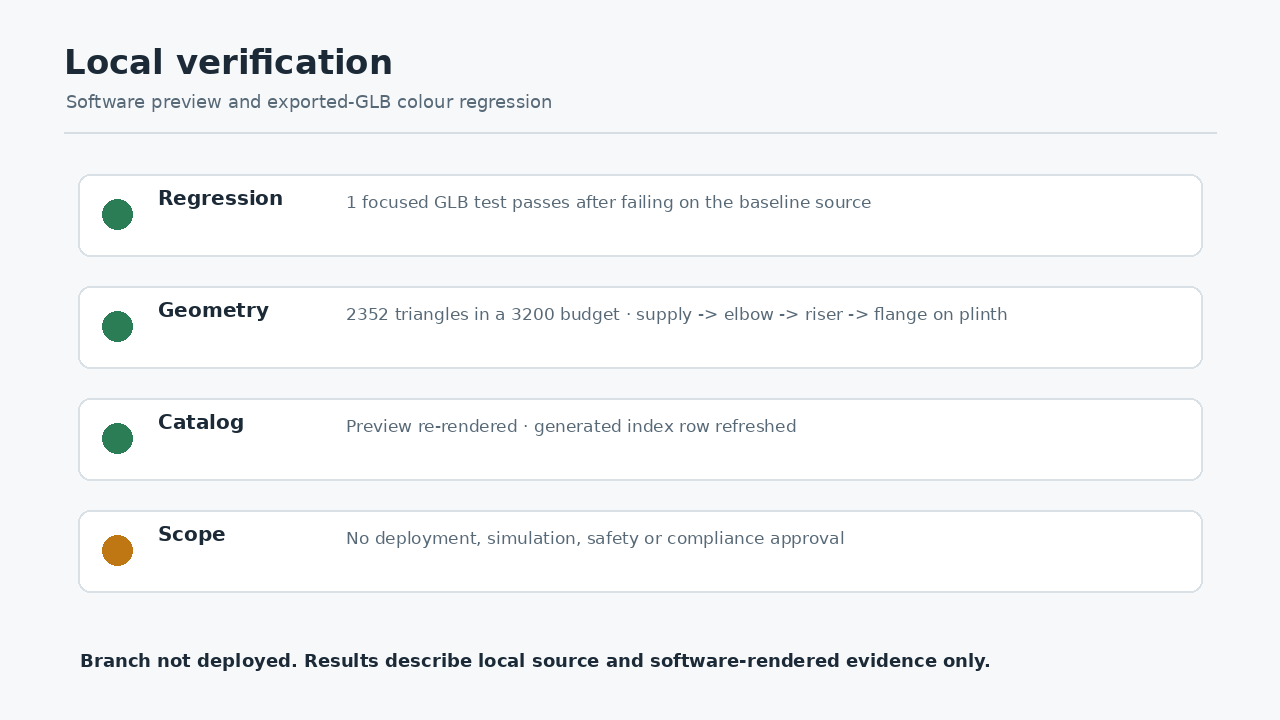 Local verification
Software preview and exported-GLB colour regression
Regression
1 focused GLB test passes after failing on the baseline source
Geometry
2352 triangles in a 3200 budget · supply -> elbow -> riser -> flange on plinth
Catalog
Preview re-rendered · generated index row refreshed
Scope
No deployment, simulation, safety or compliance approval
Branch not deployed. Results describe local source and software-rendered evidence only.